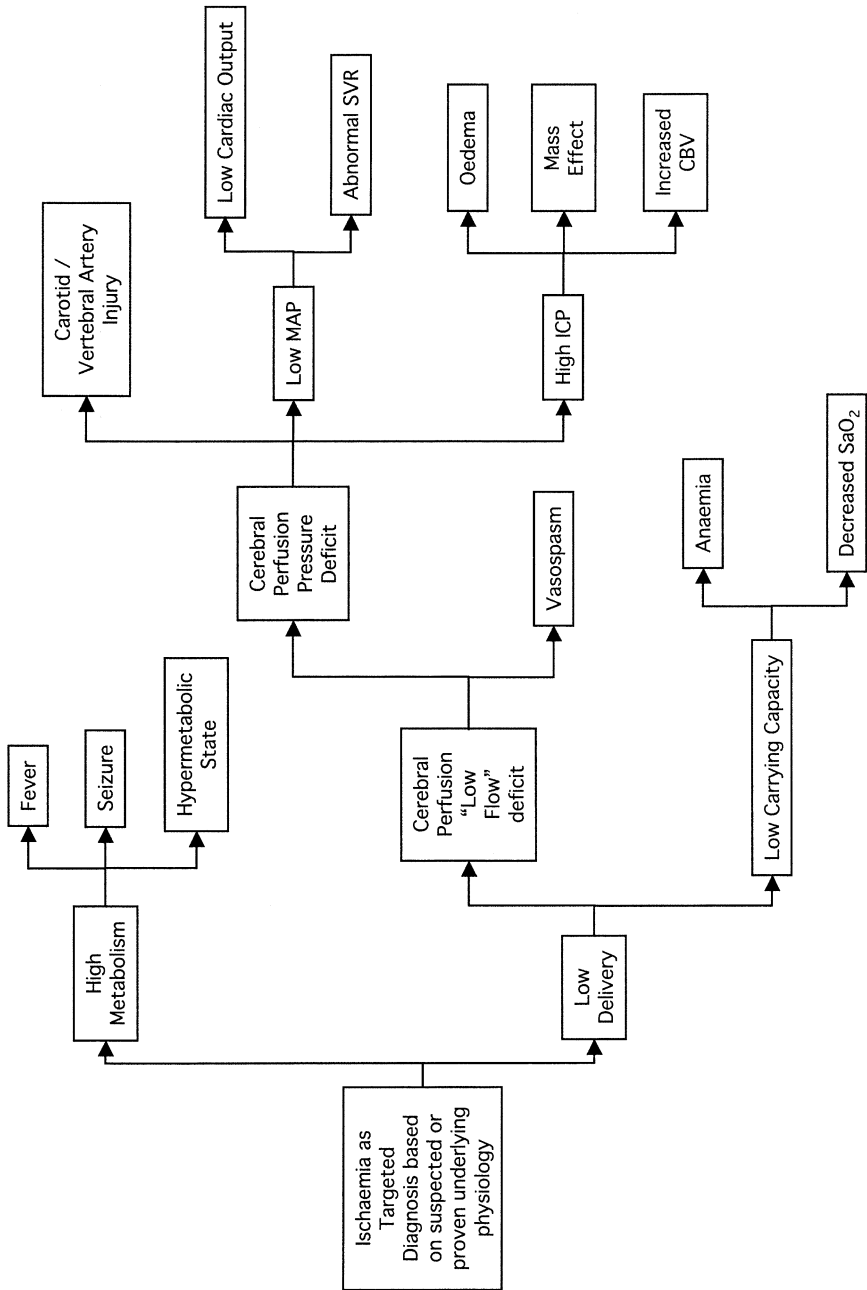 Ischaemia as
Targeted
Diagnosis based
on suspected or
proven underlying
physiology
High
Metabolism
Fever
Seizure
Hypermetabolic
State
Low
Delivery
Cerebral
Perfusion
“Low
Flow”
deficit
Cerebral
Perfusion
Pressure
Deficit
Carotid /
Vertebral Artery
Injury
Low MAP
Low Cardiac Output
Abnormal SVR
High ICP
Oedema
Mass
Effect
Increased
CBV
Vasospasm
Low Carrying Capacity
Anaemia
Decreased SaO₂